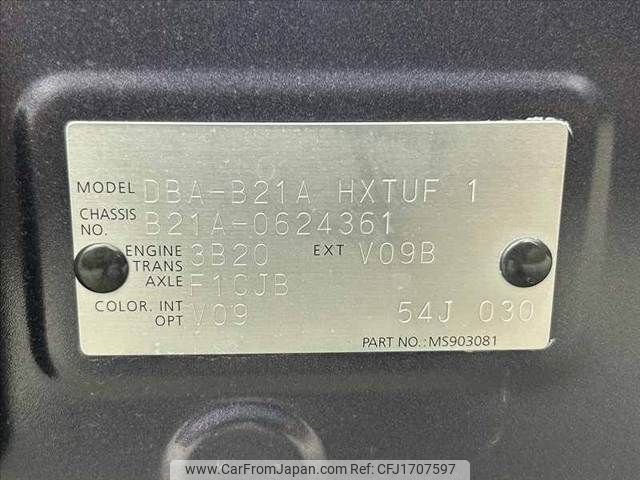 MODEL DBA-B21A HXTUF 1
CHASSIS NO. B21A-0624361
ENGINE 3B20 EXT V09B
TRANS AXLE F1CJB
COLOR. INT V09
OPT 54J 030
PART NO.:MS903081
www.CarFromJapan.com ID: CFJ1707597